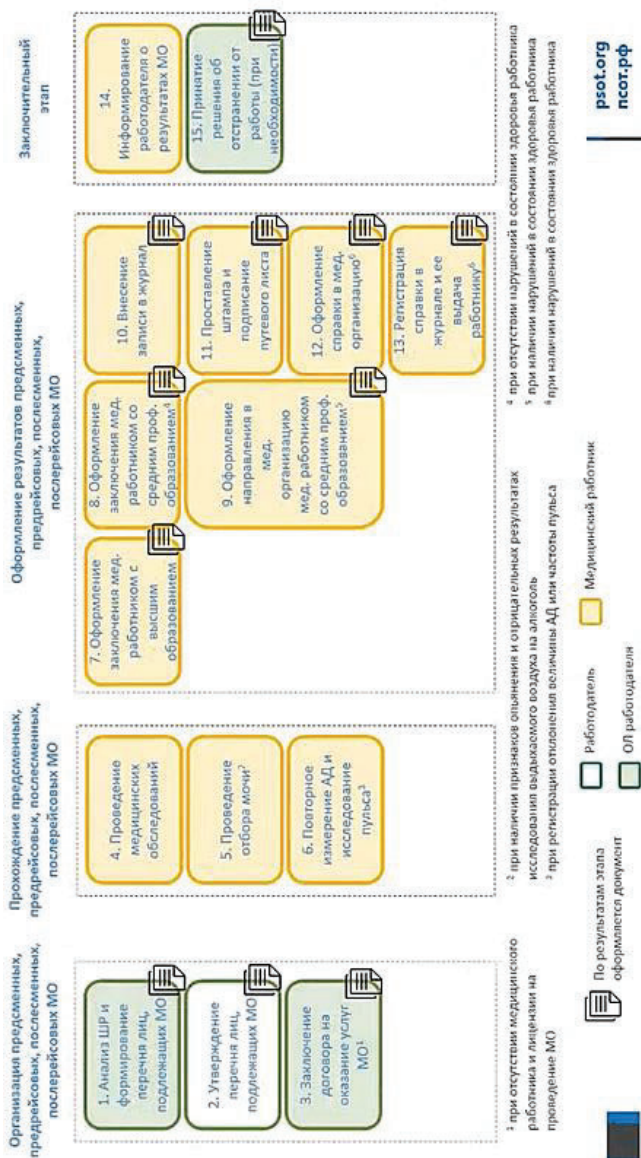 Организация предсменных,
предрейсовых, послесменных,
послерейсовых МО
1. Анализ ШР и
формирование
перечня лиц,
подлежащих МО
2. Утверждение
перечня лиц,
подлежащих МО
3. Заключение
договора на
оказание услуг
МО¹
¹ при отсутствии медицинского
работника и лицензии на
проведение МО
Прохождение предсменных,
предрейсовых, послесменных,
послерейсовых МО
4. Проведение
медицинских
обследований
5. Проведение
отбора мочи²
6. Повторное
измерение АД и
исследование
пульса³
² при наличии признаков опьянения и отрицательных результатах
исследования выдыхаемого воздуха на алкоголь
³ при регистрации отклонения величины АД или частоты пульса
Оформление результатов предсменных,
предрейсовых, послесменных,
послерейсовых МО
7. Оформление
заключения мед.
работником с
высшим
образованием
8. Оформление
заключения мед.
работником со
средним проф.
образованием⁴
9. Оформление
направления в
мед.
организацию
мед. работником
со средним проф.
образованием⁵
10. Внесение
записи в журнал
11. Проставление
штампа и
подписание
путевого листа
12. Оформление
справки в мед.
организацию⁶
13. Регистрация
справки в
журнале и ее
выдача
работнику⁶
Заключительный
этап
14.
Информирование
работодателя о
результатах МО
15. Принятие
решения об
отстранении от
работы (при
необходимости)
⁴ при отсутствии нарушений в состоянии здоровья работника
⁵ при наличии нарушений в состоянии здоровья работника
⁶ при наличии нарушений в состоянии здоровья работника
По результатам этапа
оформляется документ
Работодатель
ОЛ работодателя
Медицинский работник
psot.org
псот.рф